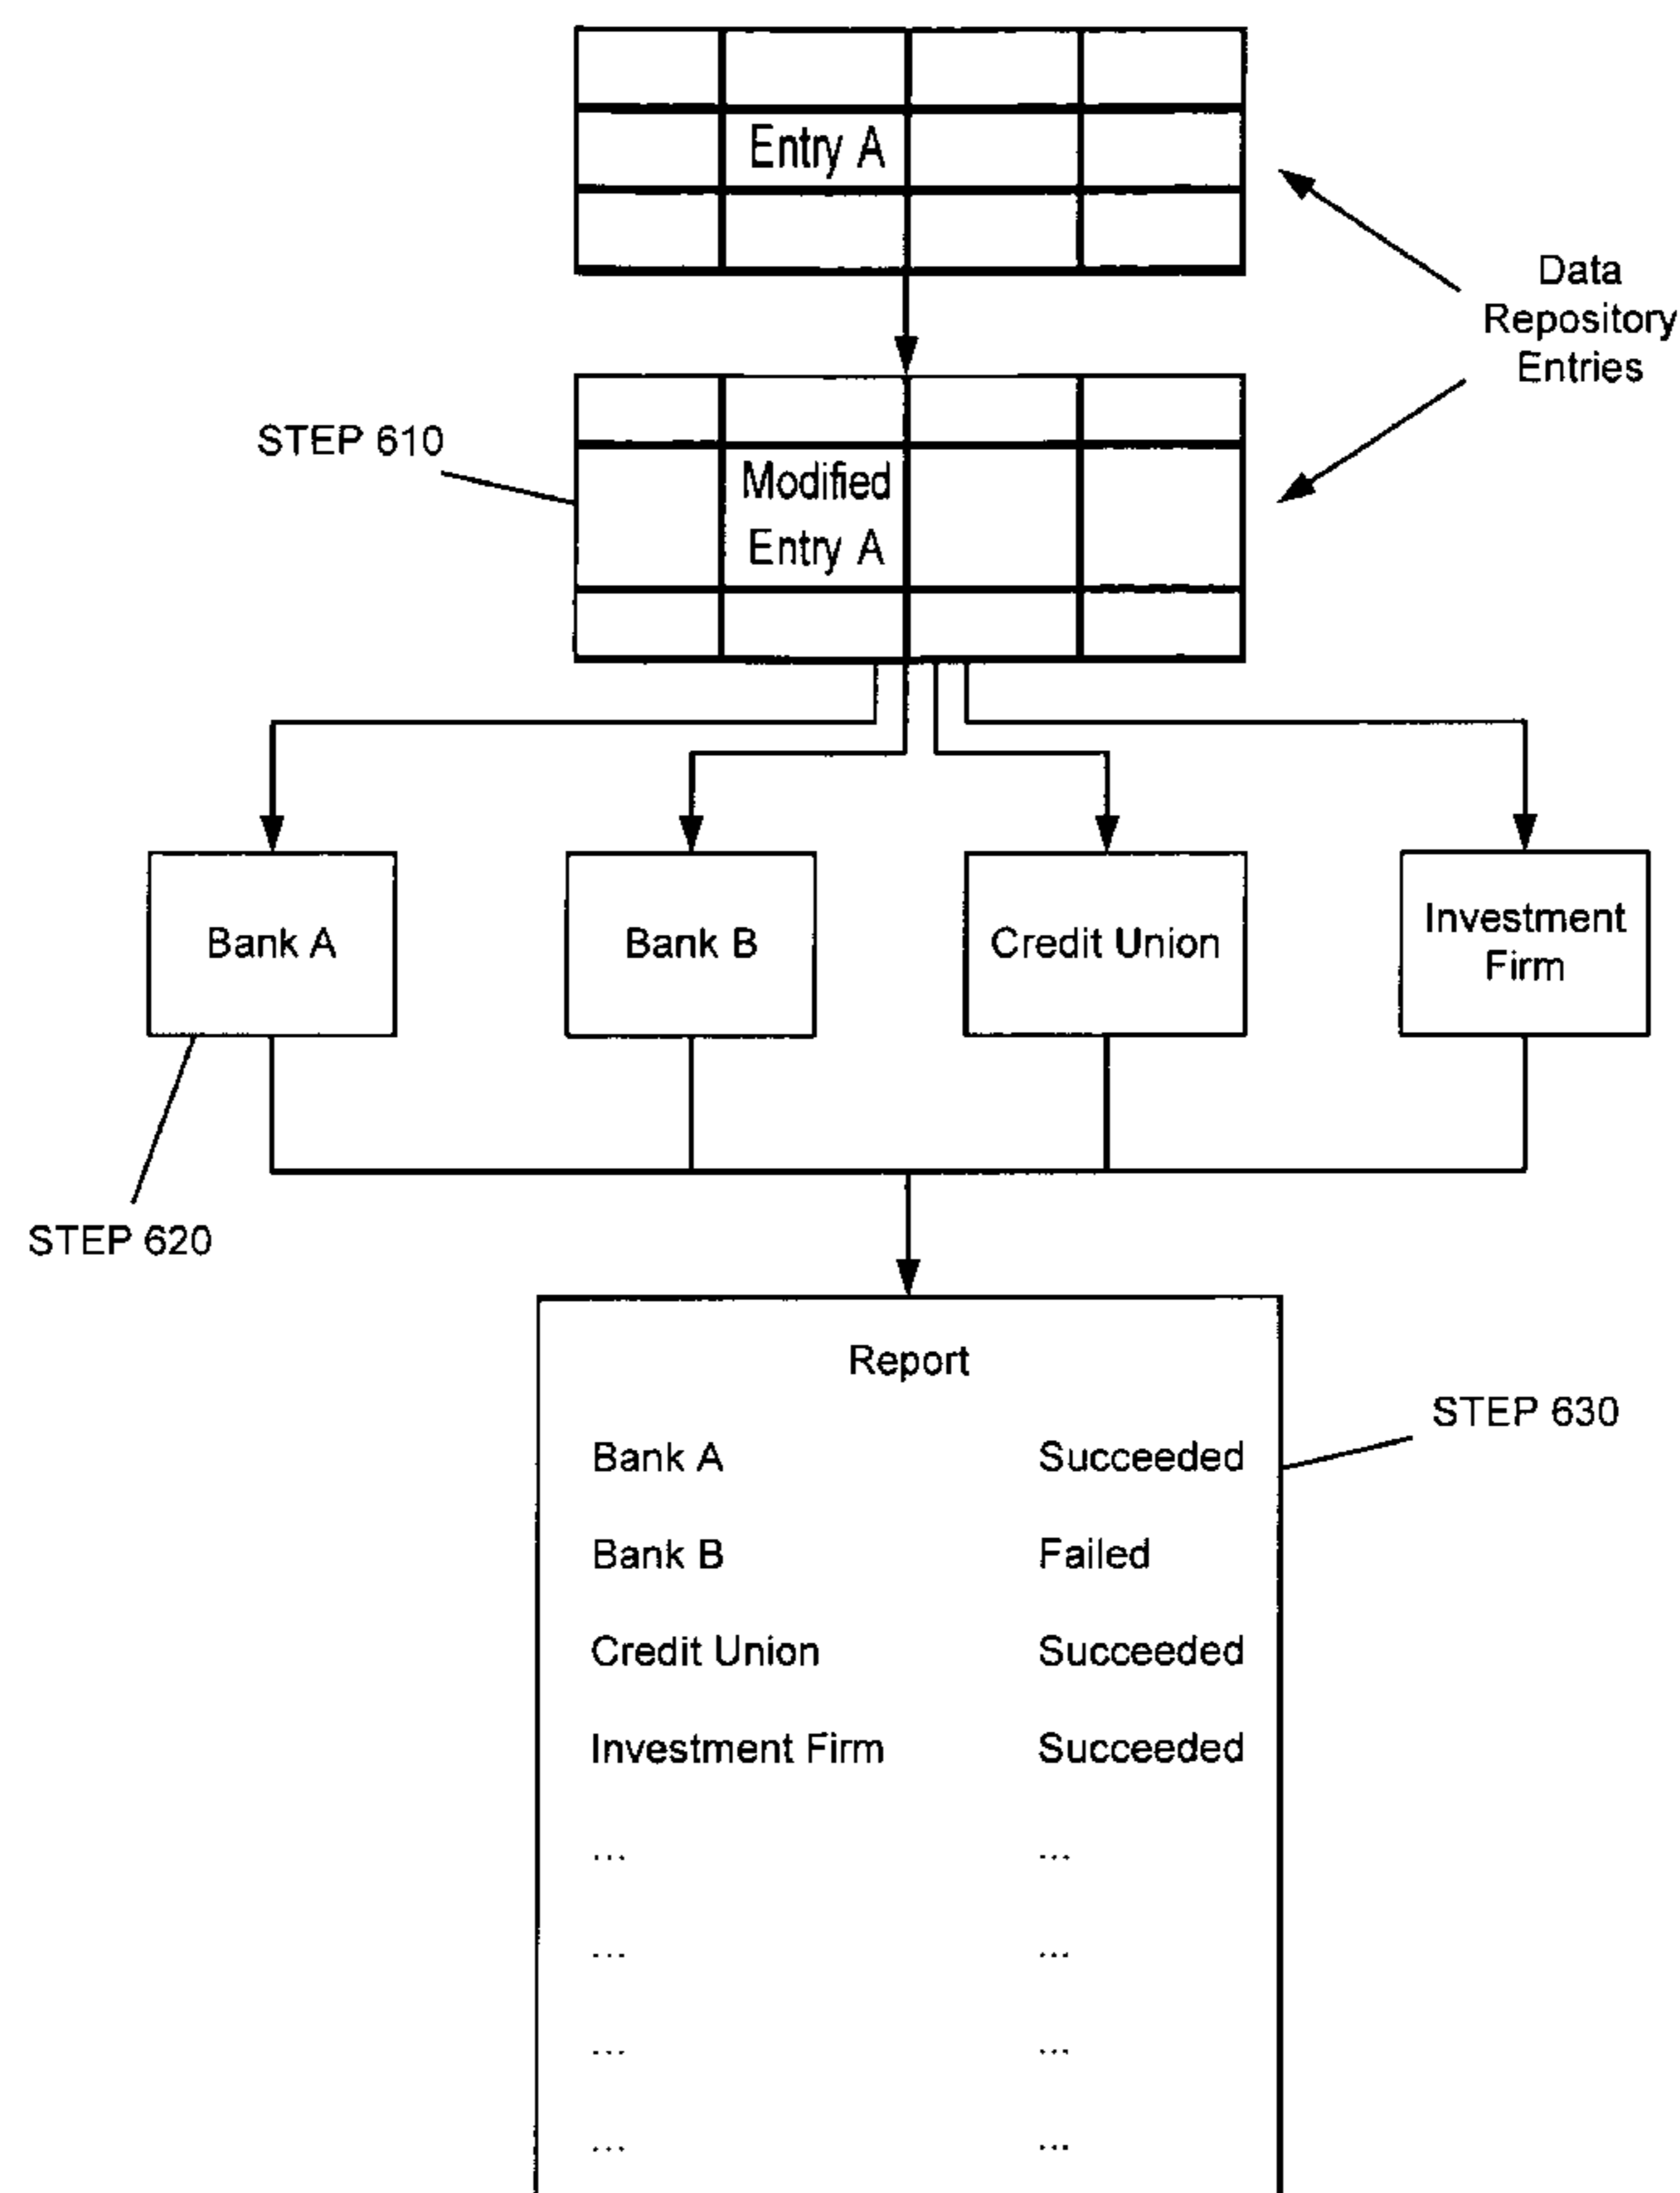 Entry A
Data
Repository
Entries
STEP 610
Modified
Entry A
Bank A
Bank B
Credit Union
Investment
Firm
STEP 620
Report
STEP 630
Bank A Succeeded
Bank B Failed
Credit Union Succeeded
Investment Firm Succeeded
... ...
... ...
... ...
... ...